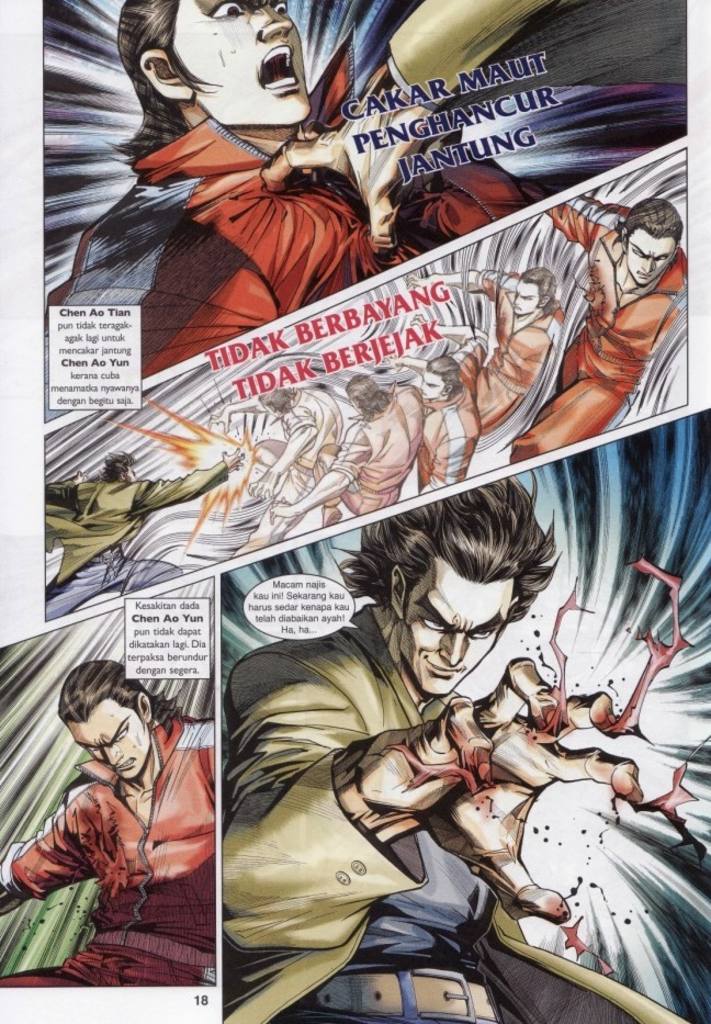 CAKAR MAUT
PENGHANCUR
JANTUNG
Chen Ao Tian
pun tidak teragak-
agak lagi untuk
mencakar jantung
Chen Ao Yun
kerana cuba
menamatka nyawanya
dengan begitu saja.
TIDAK BERBAYANG
TIDAK BERJEJAK
Kesakitan dada
Chen Ao Yun
pun tidak dapat
dikatakan lagi. Dia
terpaksa berundur
dengan segera.
Macam najis
kau ini! Sekarang kau
harus sedar kenapa kau
telah diabaikan ayah!
Ha, ha...
18